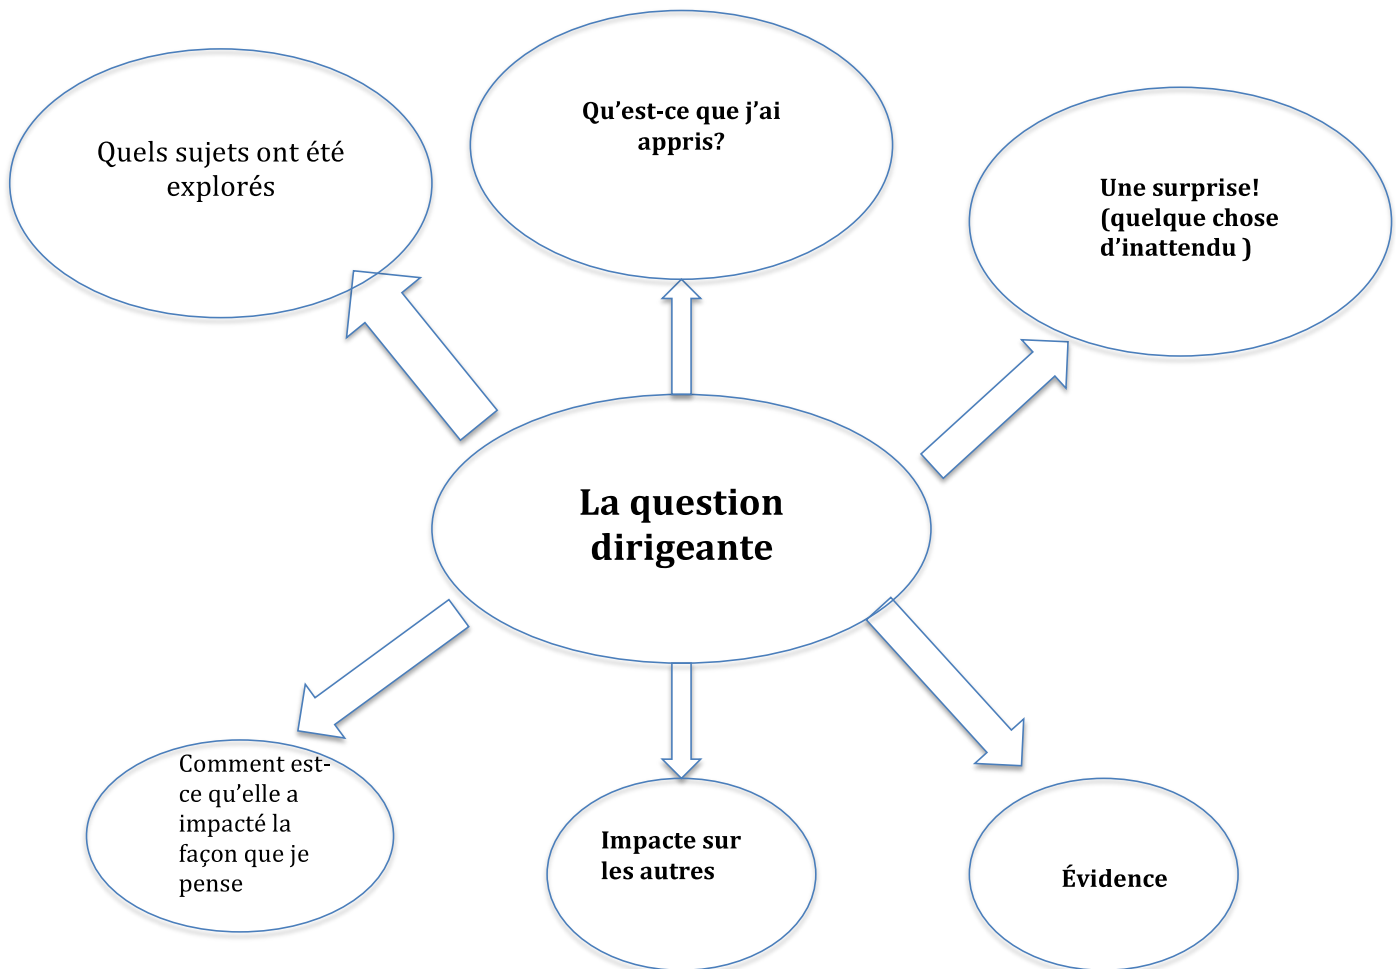 Quels sujets ont été
explorés
Qu’est-ce que j’ai
appris?
Une surprise!
(quelque chose
d’inattendu )
La question
dirigeante
Comment est-
ce qu’elle a
impacté la
façon que je
pense
Impacte sur
les autres
Évidence